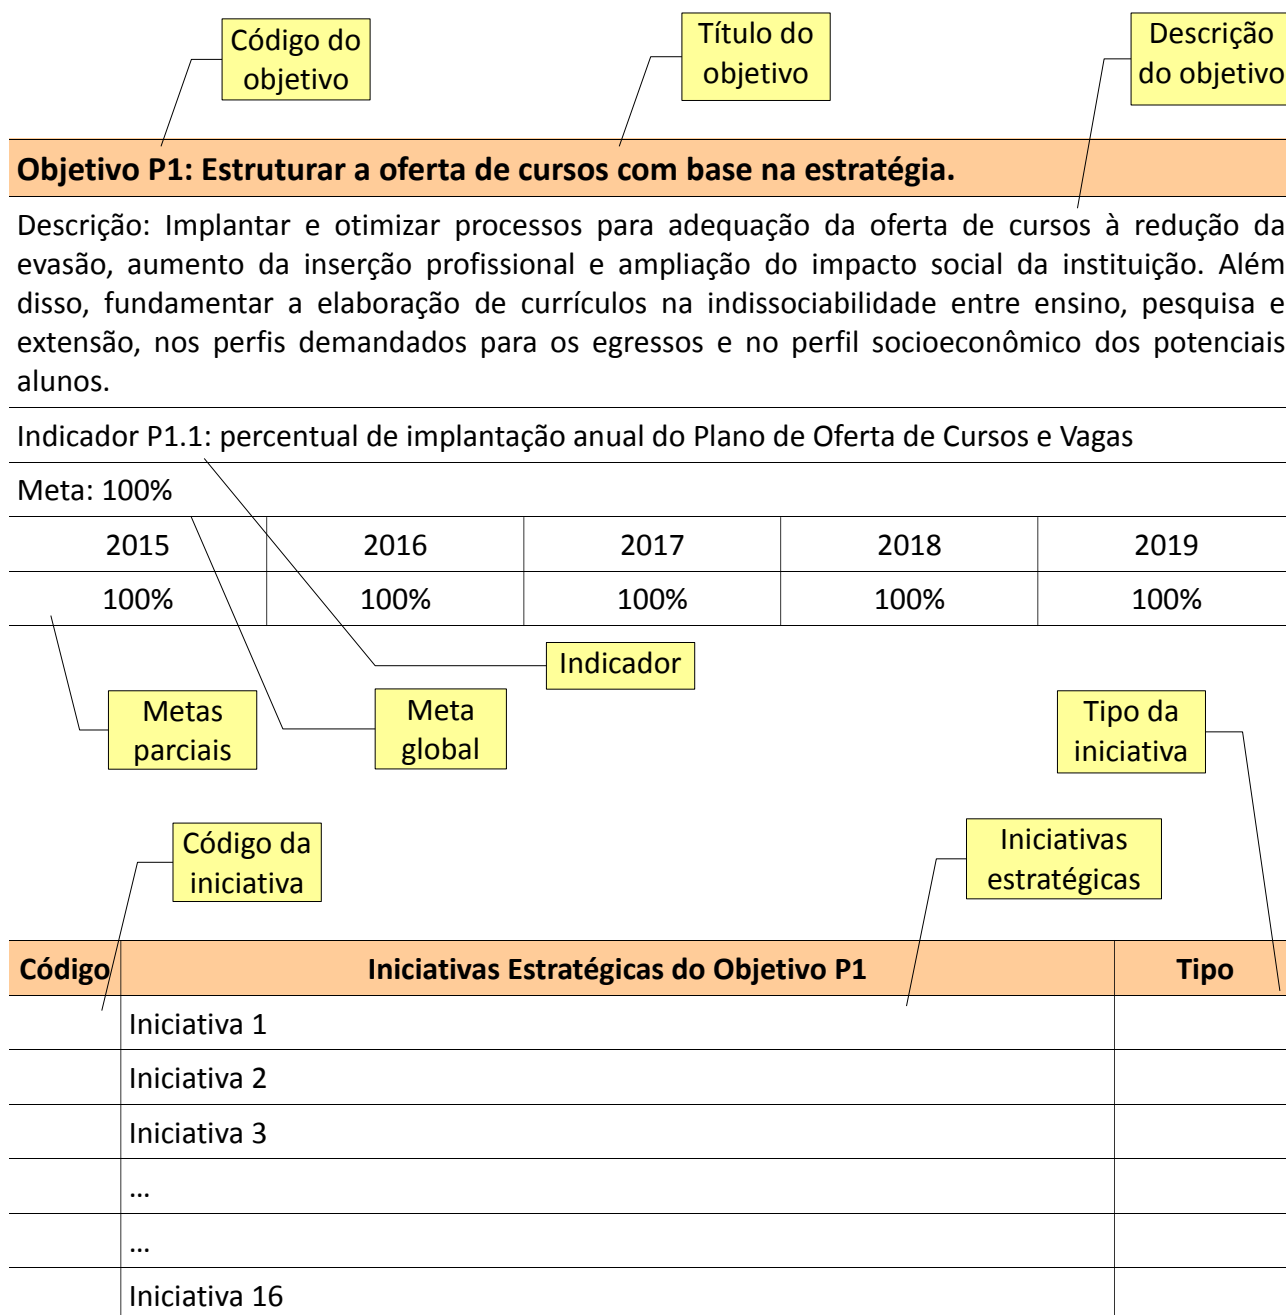 Código do
objetivo
Título do
objetivo
Descrição
do objetivo
Objetivo P1: Estruturar a oferta de cursos com base na estratégia.
Descrição: Implantar e otimizar processos para adequação da oferta de cursos à redução da
evasão, aumento da inserção profissional e ampliação do impacto social da instituição. Além
disso, fundamentar a elaboração de currículos na indissociabilidade entre ensino, pesquisa e
extensão, nos perfis demandados para os egressos e no perfil socioeconômico dos potenciais
alunos.
Indicador P1.1: percentual de implantação anual do Plano de Oferta de Cursos e Vagas
Meta: 100%
2015 2016 2017 2018 2019
100% 100% 100% 100% 100%
Indicador
Metas
parciais
Meta
global
Tipo da
iniciativa
Código da
iniciativa
Iniciativas
estratégicas
Código Iniciativas Estratégicas do Objetivo P1 Tipo
Iniciativa 1
Iniciativa 2
Iniciativa 3
...
...
Iniciativa 16